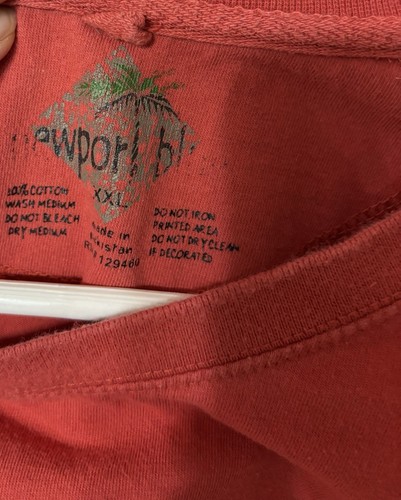 XXL
100% COTTON
WASH MEDIUM
DO NOT BLEACH
DRY MEDIUM
DO NOT IRON
PRINTED AREA
DO NOT DRY CLEAN
IF DECORATED
made in
Pakistan